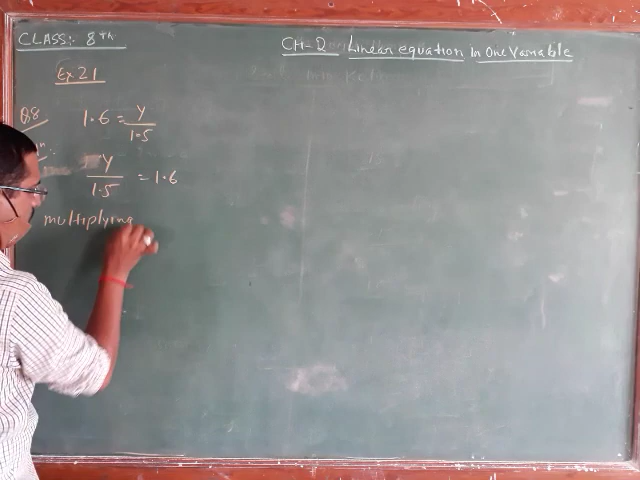 CLASS:- 8TH.
CH-2 Linear equation in One Variable
Ex 2.1
Q8 1.6 = y/1.5
y/1.5 = 1.6
multiplying